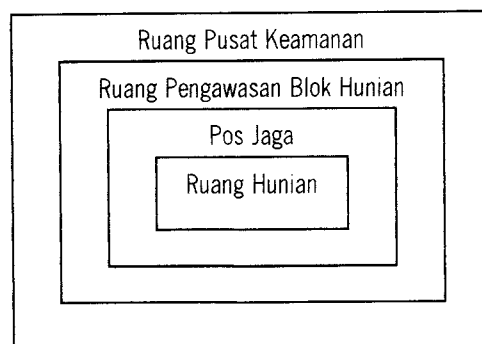 Ruang Pusat Keamanan
Ruang Pengawasan Blok Hunian
Pos Jaga
Ruang Hunian